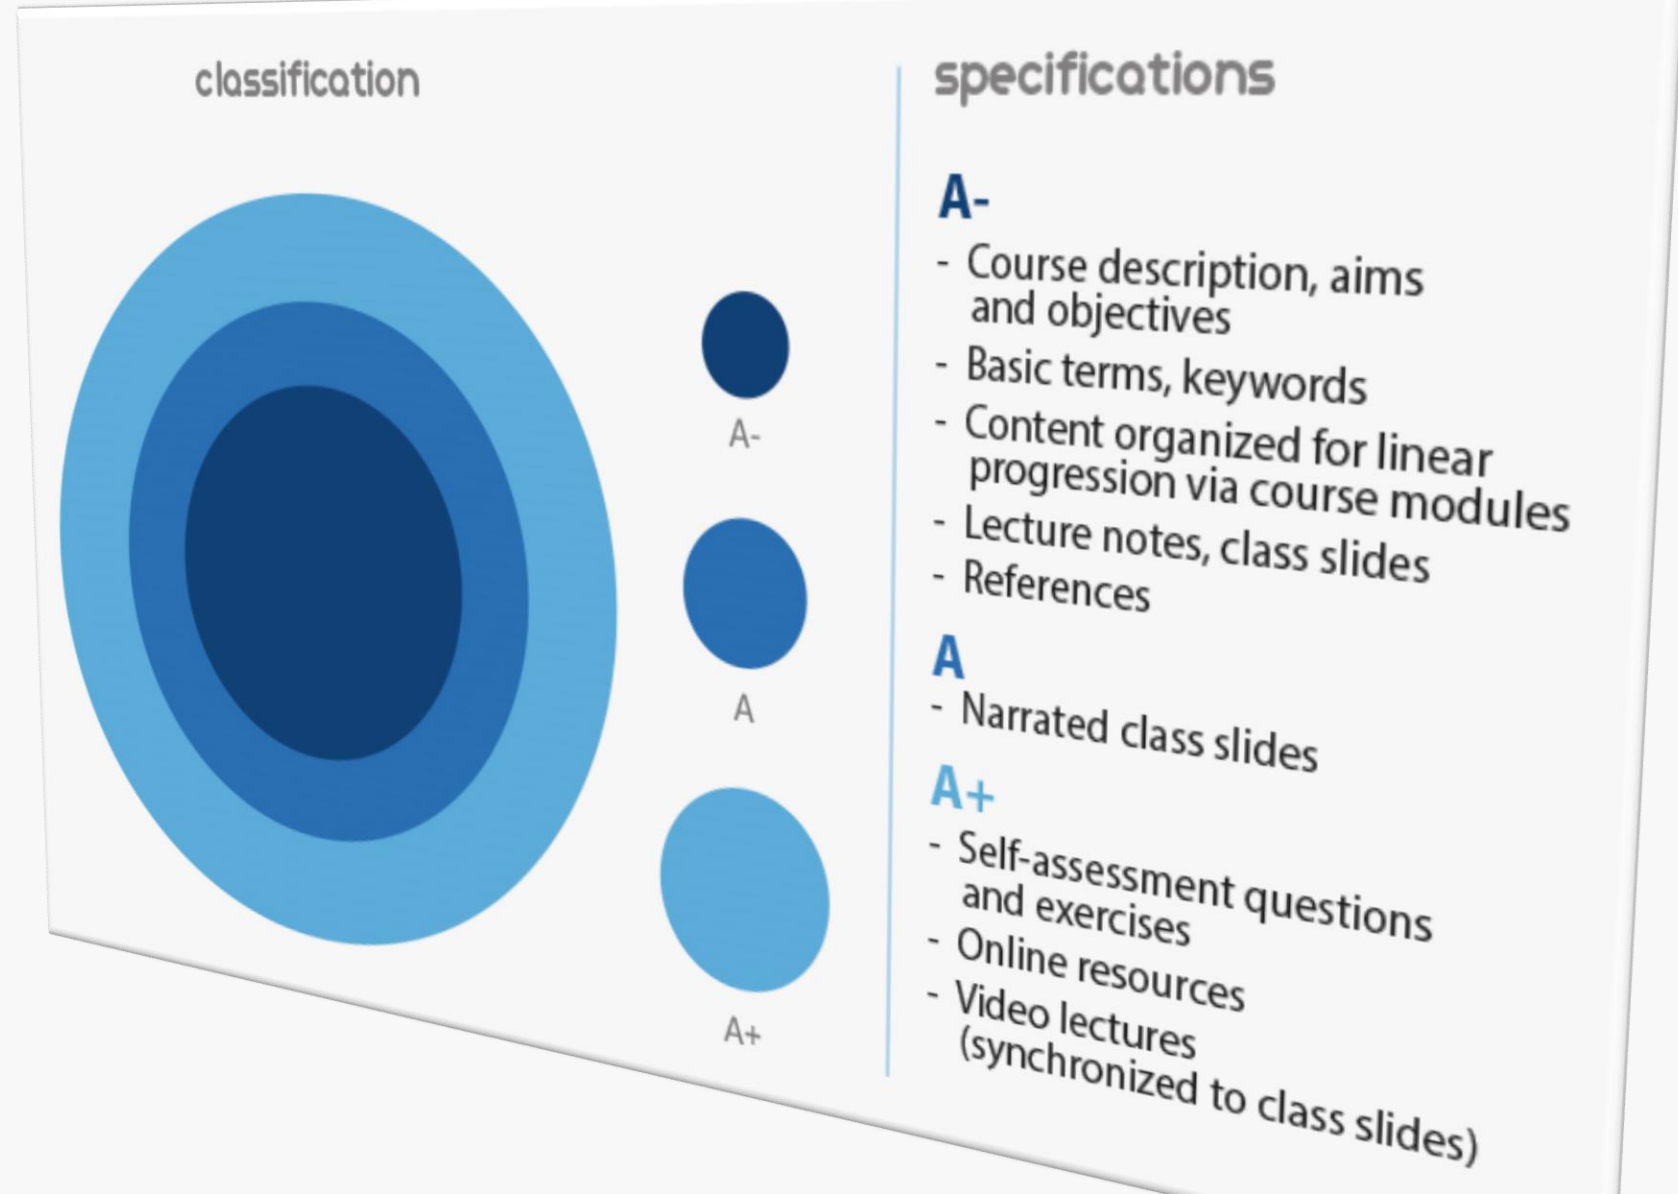 classification
A-
A
A+
specifications
A-
- Course description, aims
and objectives
- Basic terms, keywords
- Content organized for linear
progression via course modules
- Lecture notes, class slides
- References
A
- Narrated class slides
A+
- Self-assessment questions
and exercises
- Online resources
- Video lectures
(synchronized to class slides)